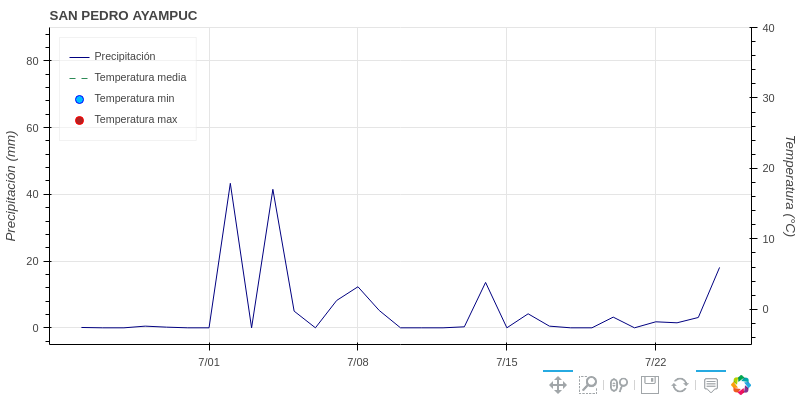 SAN PEDRO AYAMPUC
Precipitación
Temperatura media
Temperatura min
Temperatura max
Precipitación (mm)
80
60
40
20
0
Temperatura (°C)
40
30
20
10
0
7/01
7/08
7/15
7/22